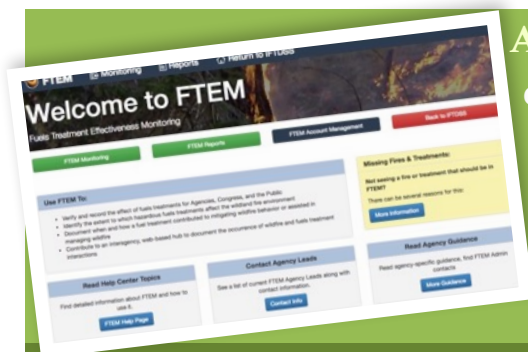 FTEM Monitoring Reports Return to IFTDSS
Welcome to FTEM
Fuels Treatment Effectiveness Monitoring
FTEM Monitoring
FTEM Reports
FTEM Account Management
Back to IFTDSS
Use FTEM To:
• Verify and record the effect of fuels treatments for Agencies, Congress, and the Public
• Identify the extent to which hazardous fuels treatments affect the wildland fire environment
• Document when and how a fuel treatment contributed to mitigating wildfire behavior or assisted in
managing wildfire
• Contribute to an interagency, web-based hub to document the occurrence of wildfire and fuels treatment
interactions
Missing Fires & Treatments:
Not seeing a fire or treatment that should be in
FTEM?
There can be several reasons for this:
More Information
Read Help Center Topics
Find detailed information about FTEM and how to
use it.
FTEM Help Page
Contact Agency Leads
See a list of current FTEM Agency Leads along with
contact information.
Contact Info
Read Agency Guidance
Read agency-specific guidance, find FTEM Admin
contacts
More Guidance
A